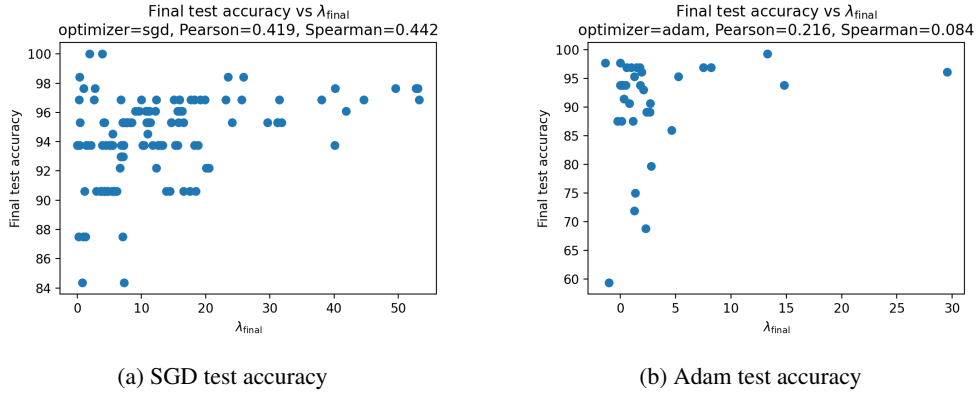 Final test accuracy vs λfinal
optimizer=sgd, Pearson=0.419, Spearman=0.442
100
98
96
94
92
90
88
86
84
Final test accuracy
0 10 20 30 40 50
λfinal
(a) SGD test accuracy
Final test accuracy vs λfinal
optimizer=adam, Pearson=0.216, Spearman=0.084
100
95
90
85
80
75
70
65
60
Final test accuracy
0 5 10 15 20 25 30
λfinal
(b) Adam test accuracy